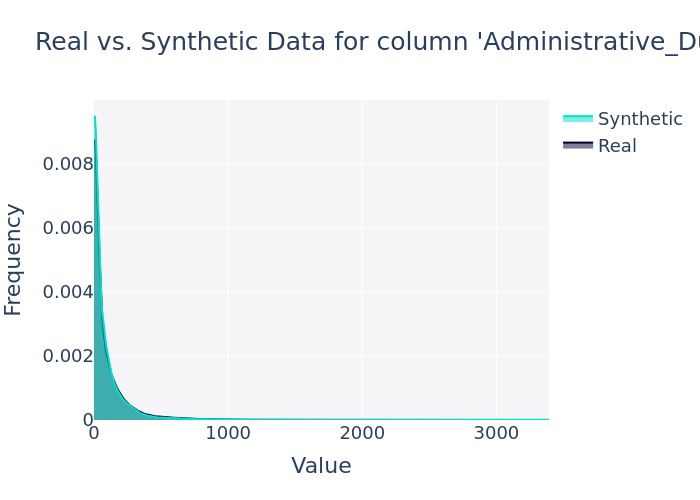 Real vs. Synthetic Data for column 'Administrative_D
Synthetic
Real
0.008
0.006
0.004
0.002
0
0 1000 2000 3000
Frequency
Value